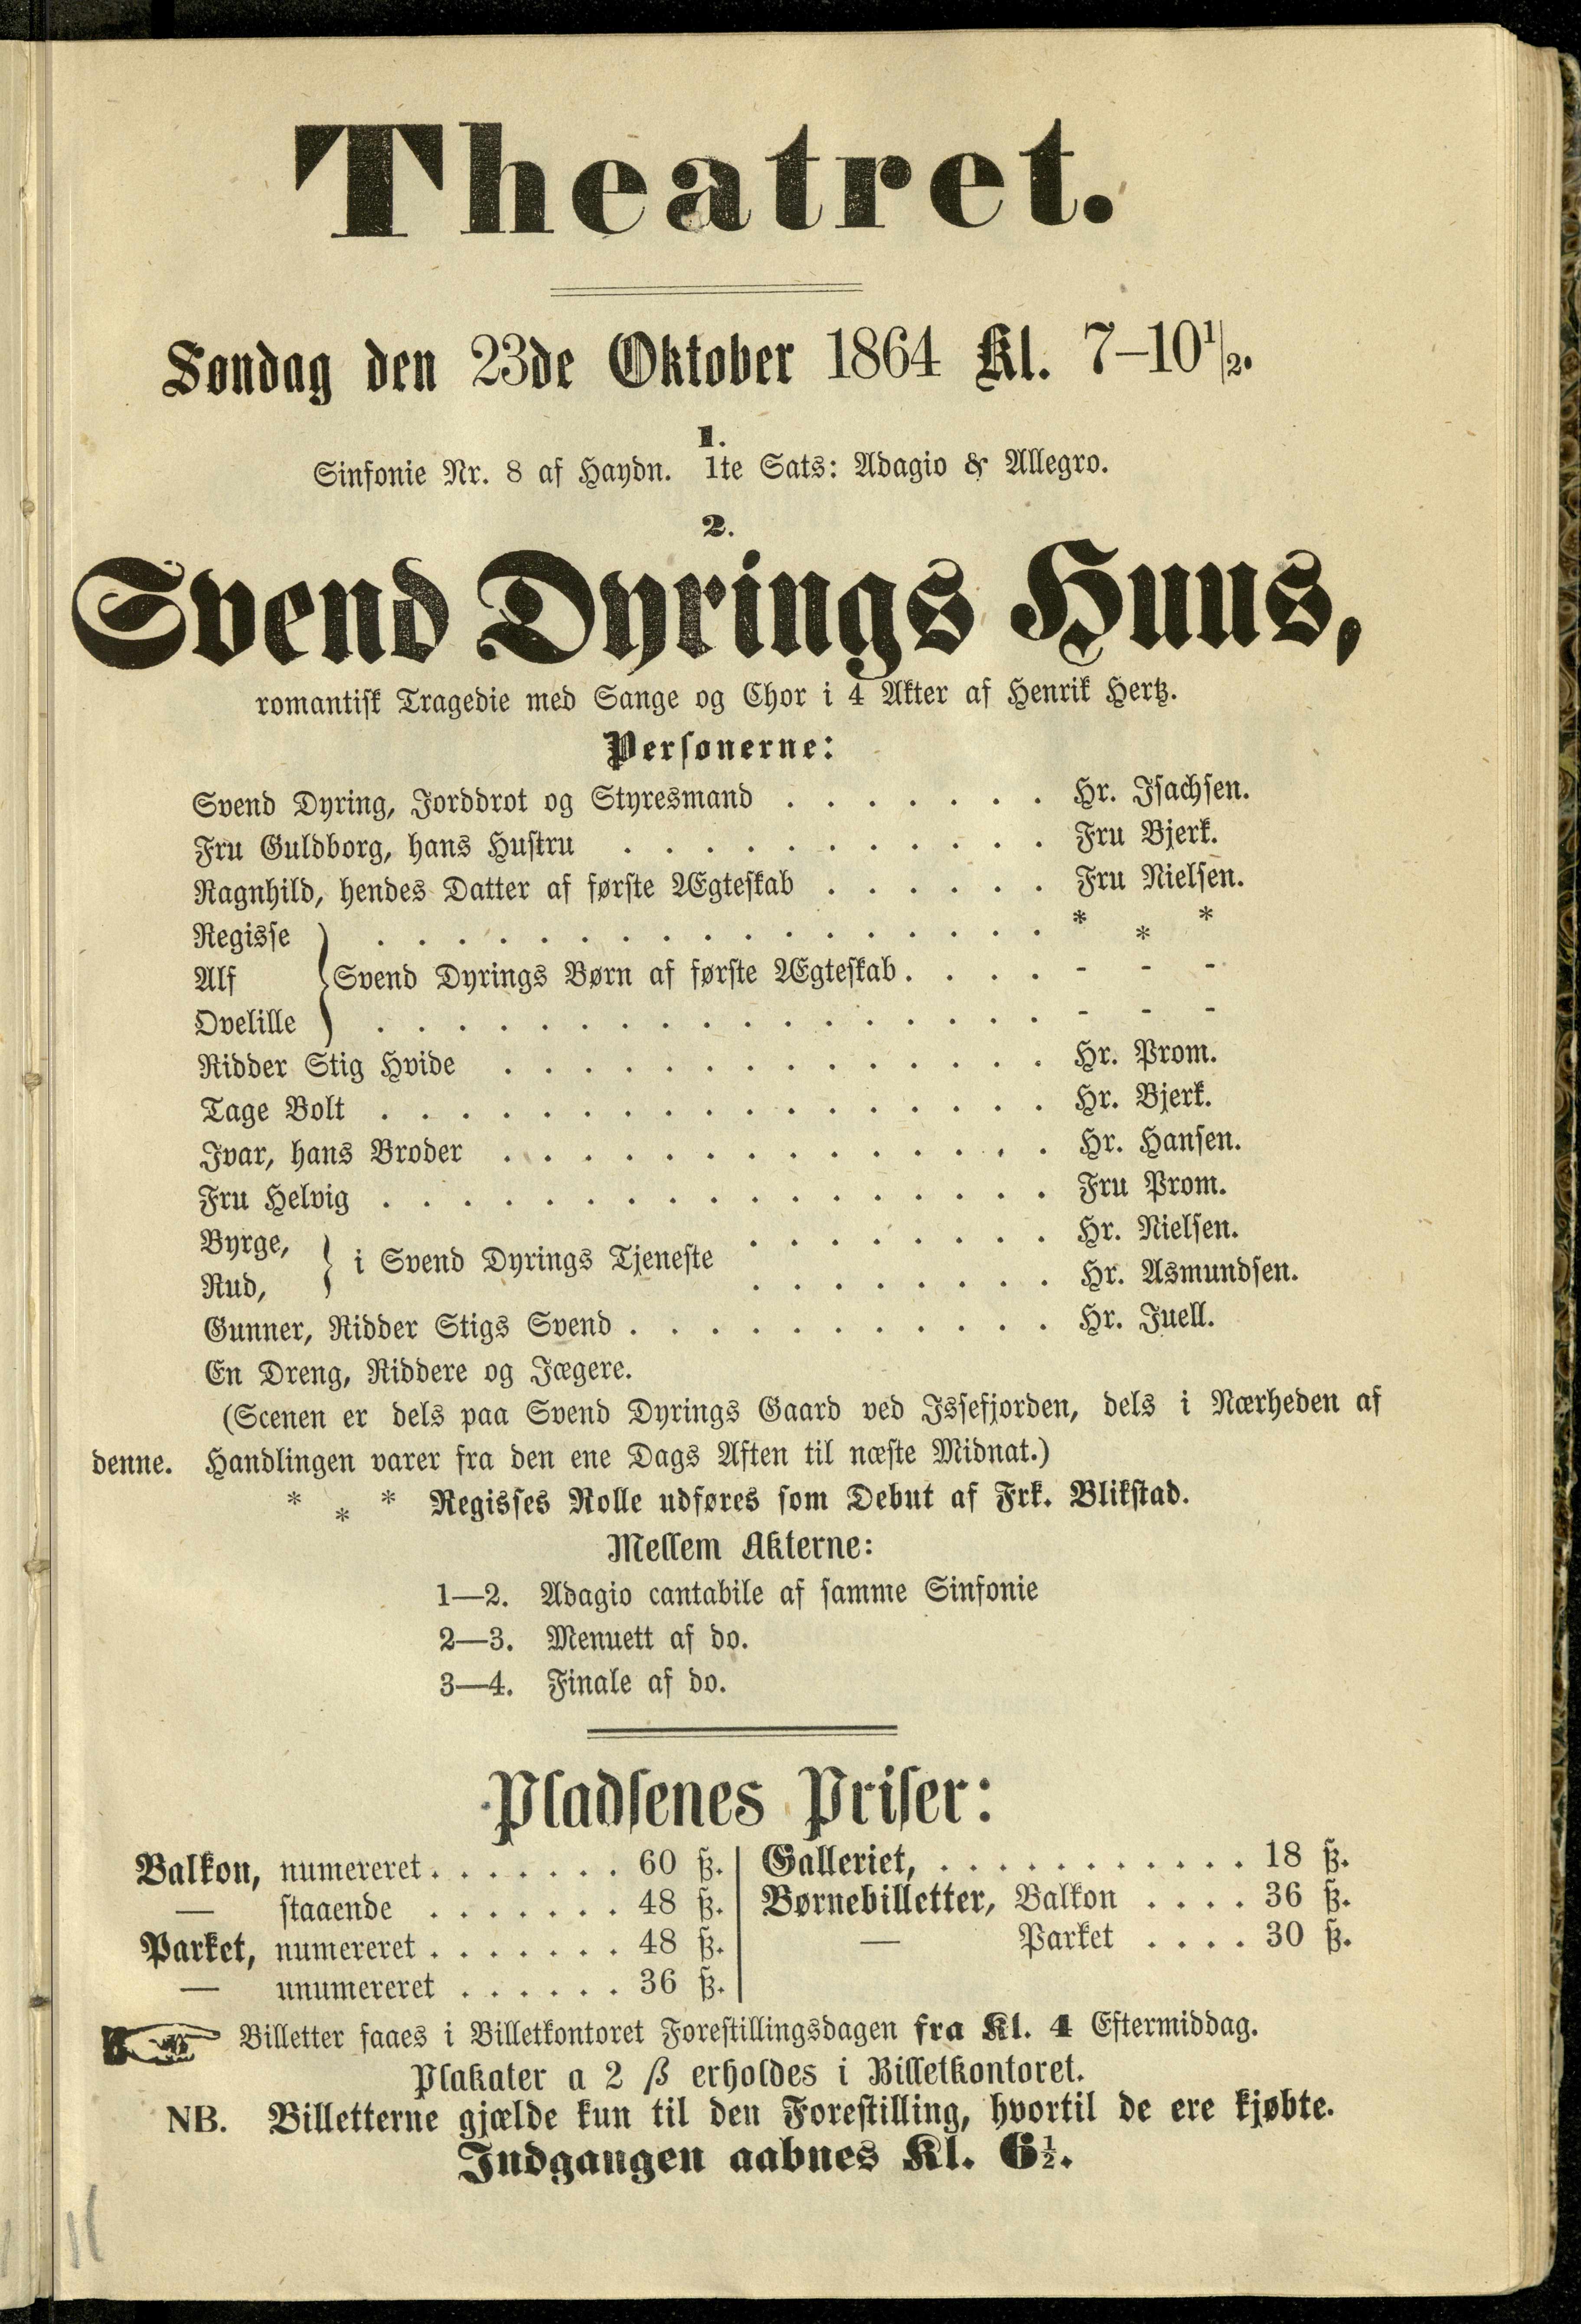 Theatret.
Søndag den 23de Oktober 1864 Kl. 7–10 1/2.
1.
Sinfonie Nr. 8 af Haydn. 1te Sats: Adagio & Allegro.
2.
Svend Dyrings Huus,
romantisk Tragedie med Sange og Chor i 4 Akter af Henrik Hertz.
Personerne:
Svend Dyring, Jorddrot og Styresmand . . . . . . . Hr. Isachsen.
Fru Guldborg, hans Hustru . . . . . . . . . . . Fru Bjerk.
Ragnhild, hendes Datter af første Ægteskab . . . . . . Fru Nielsen.
Regisse . . . . . . . . . . . . . . . . . * * *
Alf } Svend Dyrings Børn af første Ægteskab. . . . - - -
Ovelille . . . . . . . . . . . . . . . . . - - -
Ridder Stig Hvide . . . . . . . . . . . . . . Hr. Prom.
Tage Bolt . . . . . . . . . . . . . . . . . Hr. Bjerk.
Ivar, hans Broder . . . . . . . . . . . . . . Hr. Hansen.
Fru Helvig . . . . . . . . . . . . . . . . . Fru Prom.
Byrge, } i Svend Dyrings Tjeneste . . . . . . . . Hr. Nielsen.
Rud, . . . . . . . . Hr. Asmundsen.
Gunner, Ridder Stigs Svend . . . . . . . . . . . Hr. Juell.
En Dreng, Riddere og Jægere.
(Scenen er dels paa Svend Dyrings Gaard ved Issefjorden, dels i Nærheden af
denne. Handlingen varer fra den ene Dags Aften til næste Midnat.)
* * * Regisses Rolle udføres som Debut af Frk. Blikstad.
Mellem Akterne:
1—2. Adagio cantabile af samme Sinfonie
2—3. Menuett af do.
3—4. Finale af do.
Pladsenes Priser:
Balkon, numereret . . . . . . . 60 ß.
— staaende . . . . . . . 48 ß.
Parket, numereret . . . . . . . 48 ß.
— unumereret . . . . . . 36 ß.
Galleriet, . . . . . . . . . . . . 18 ß.
Børnebilletter, Balkon . . . . 36 ß.
— Parket . . . . 30 ß.
Billetter faaes i Billetkontoret Forestillingsdagen fra Kl. 4 Eftermiddag.
Plakater a 2 ß erholdes i Billetkontoret.
NB. Billetterne gjælde kun til den Forestilling, hvortil de ere kjøbte.
Indgangen aabnes Kl. 6½.